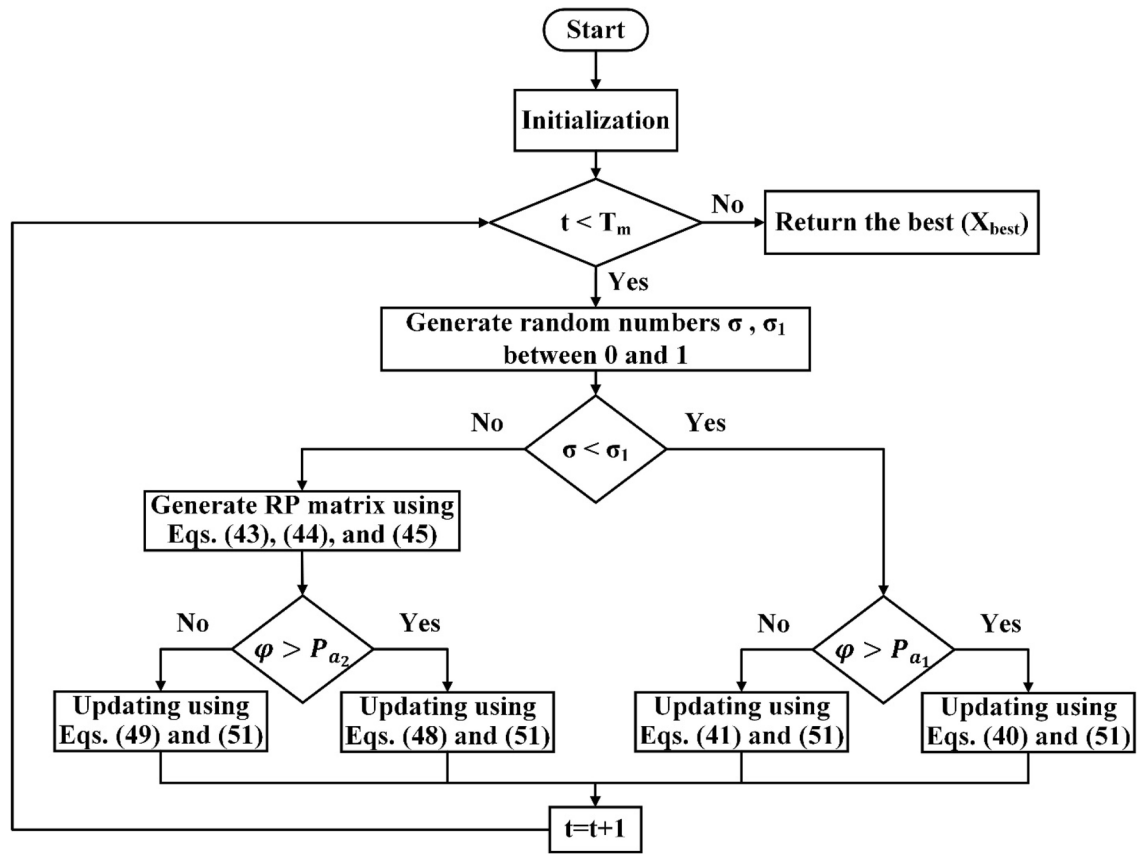 Start
Initialization
t < Tₘ
No
Return the best (X_best)
Yes
Generate random numbers σ , σ₁
between 0 and 1
No
Yes
σ < σ₁
Generate RP matrix using
Eqs. (43), (44), and (45)
No
Yes
φ > P_a₂
No
Yes
φ > P_a₁
Updating using
Eqs. (49) and (51)
Updating using
Eqs. (48) and (51)
Updating using
Eqs. (41) and (51)
Updating using
Eqs. (40) and (51)
t=t+1